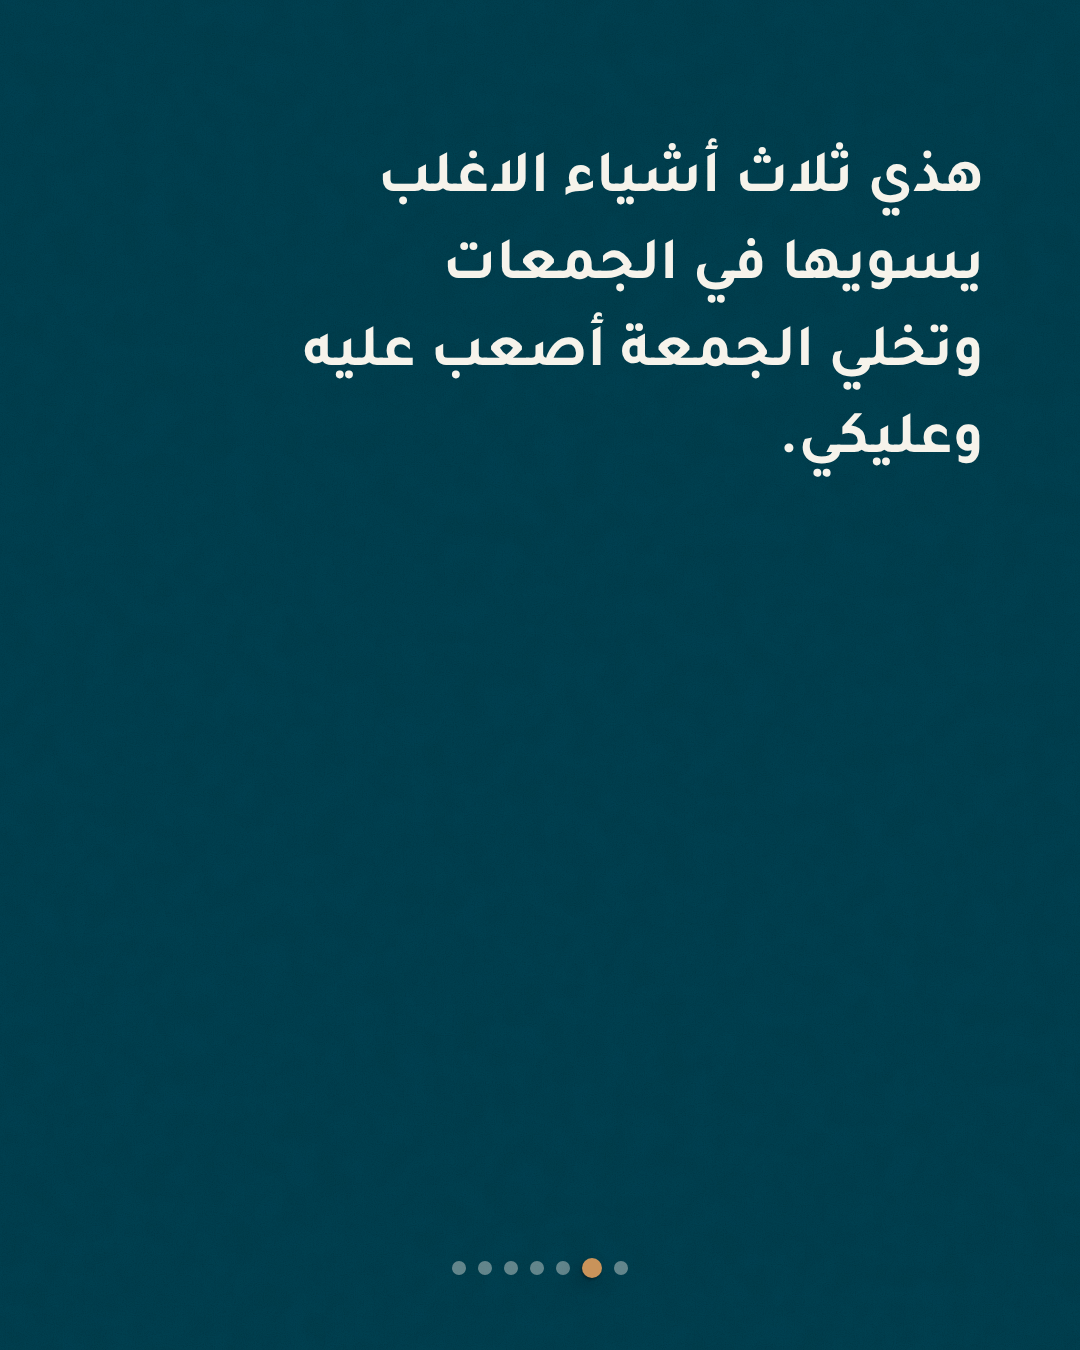 هذي ثلاث أشياء الاغلب
يسويها في الجمعات
وتخلي الجمعة أصعب عليه
وعليكي.